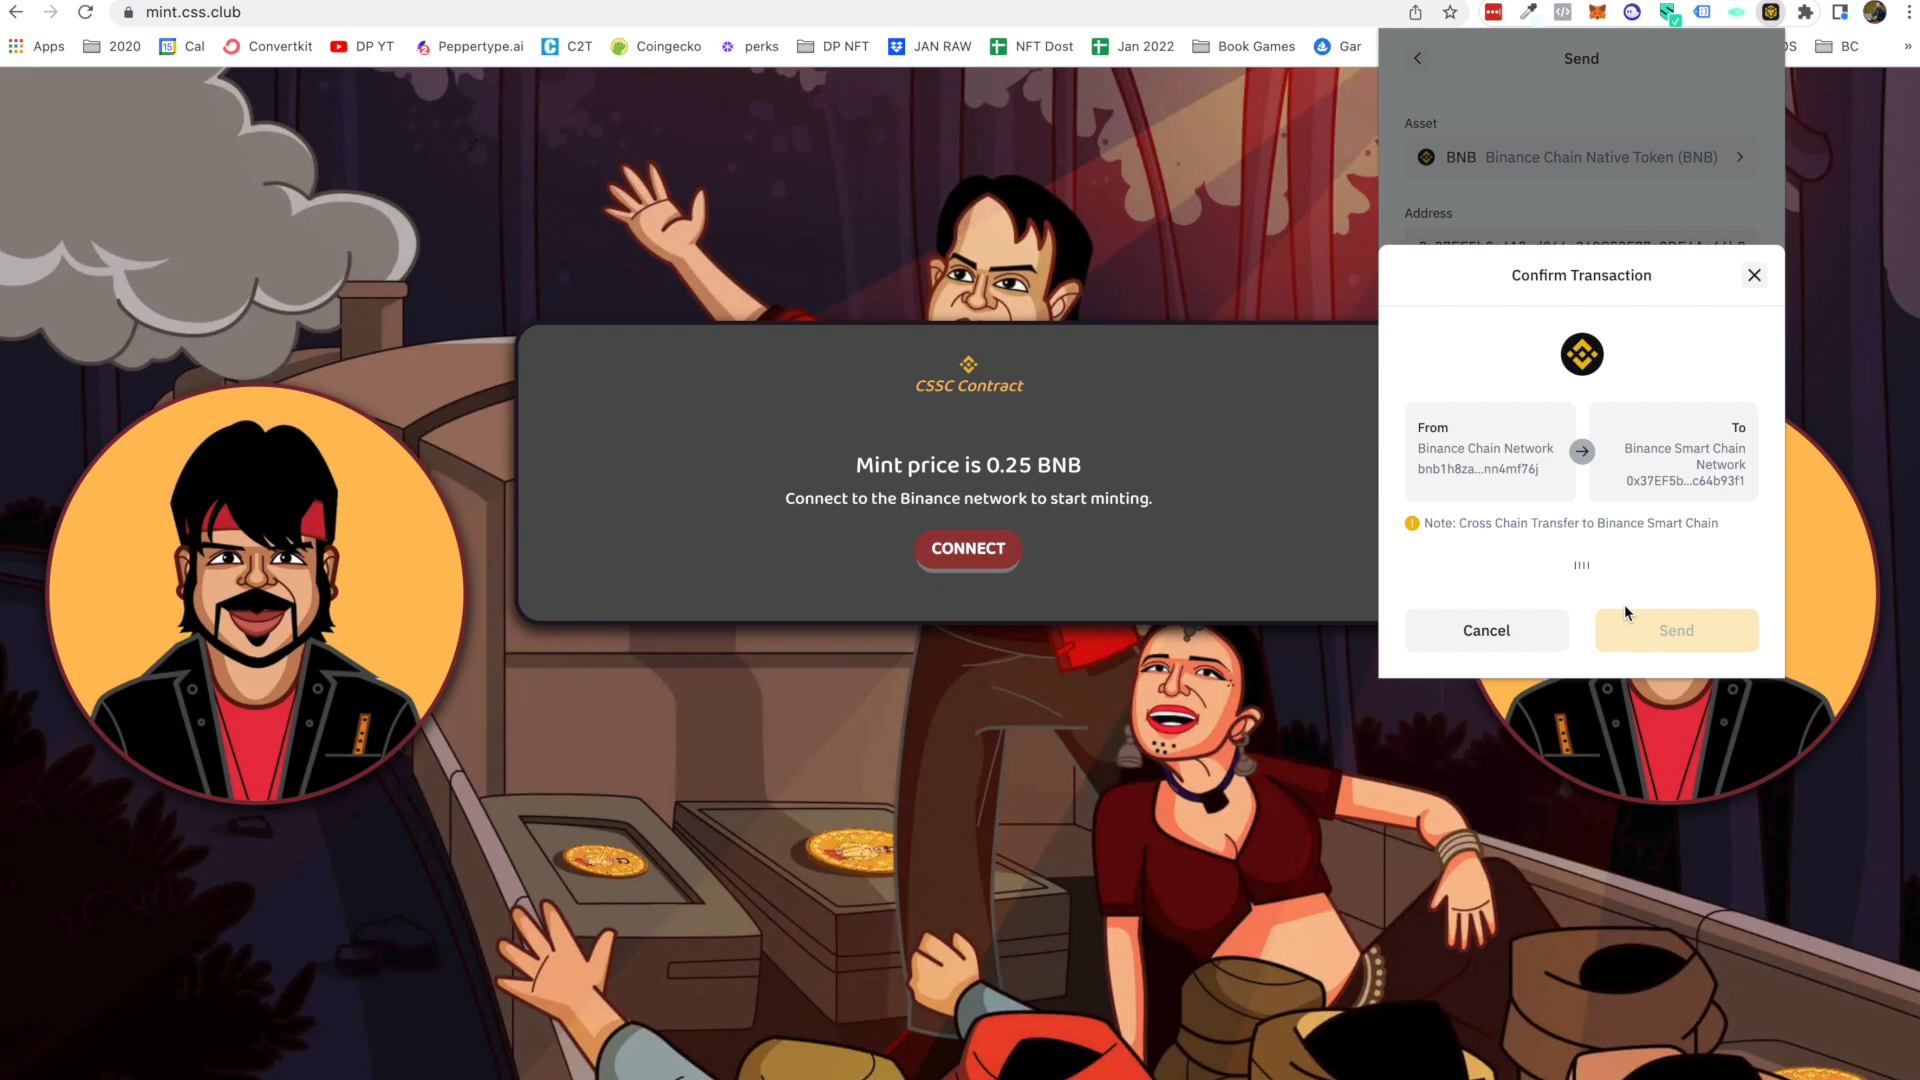 mint.css.club
Apps
2020
15
Cal
Convertkit
DP YT
Peppertype.ai
C2T
Coingecko
perks
DP NFT
JAN RAW
NFT Dost
Jan 2022
Book Games
Gar
BC
Send
Asset
BNB Binance Chain Native Token (BNB)
Address
Confirm Transaction
From
Binance Chain Network
bnb1h8za...nn4mf76j
To
Binance Smart Chain
Network
0x37EF5b...c64b93f1
Note: Cross Chain Transfer to Binance Smart Chain
Cancel
Send
CSSC Contract
Mint price is 0.25 BNB
Connect to the Binance network to start minting.
CONNECT